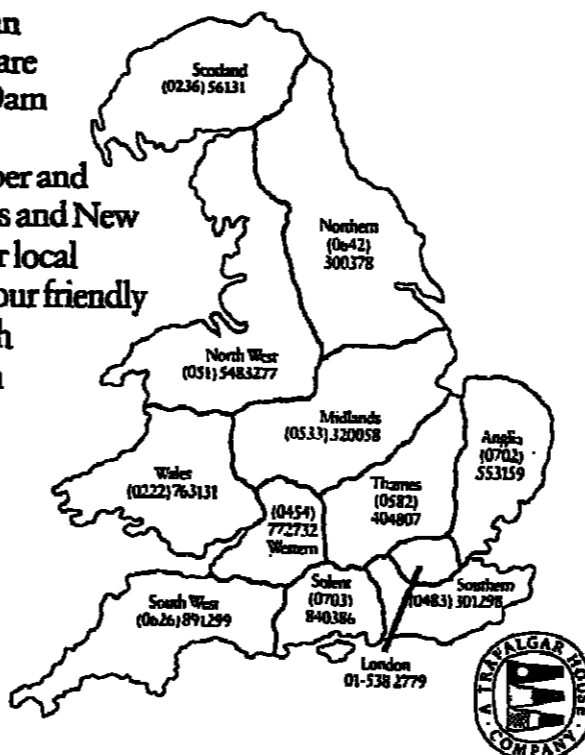 an
are
0am
ber and
s and New
r local
our friendly
h
n
Scotland
(0236) 56131
Northern
(0642)
300378
North West
(051) 5483277
Midlands
(0533) 320058
Anglia
(0702)
553159
Wales
(0222) 763131
Thames
(0582)
404807
(0454)
772732
Western
South West
(0626) 891299
Solent
(0703)
840386
Southern
(0483) 301298
London
01-538 2779
· A TRAFALGAR HOUSE ·
COMPANY